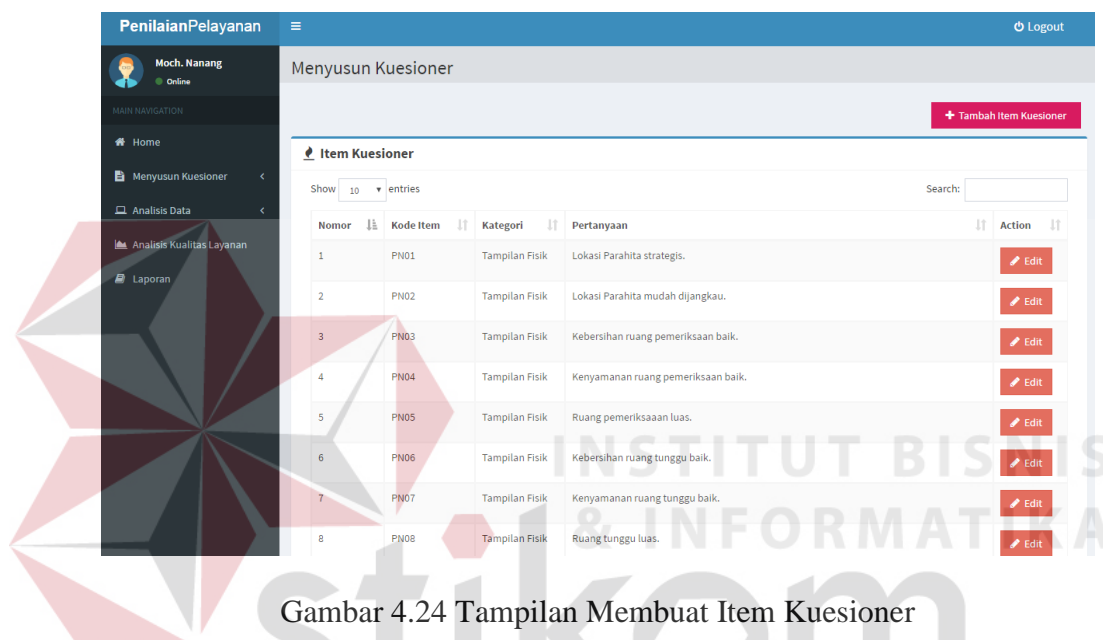 PenilaianPelayanan
Logout
Moch. Nanang
Online
Menyusun Kuesioner
MAIN NAVIGATION
Tambah Item Kuesioner
Home
Menyusun Kuesioner
Analisis Data
Analisis Kualitas Layanan
Laporan
Item Kuesioner
Show 10 entries Search:
Nomor Kode Item Kategori Pertanyaan Action
1 PN01 Tampilan Fisik Lokasi Parahita strategis. Edit
2 PN02 Tampilan Fisik Lokasi Parahita mudah dijangkau. Edit
3 PN03 Tampilan Fisik Kebersihan ruang pemeriksaan baik. Edit
4 PN04 Tampilan Fisik Kenyamanan ruang pemeriksaan baik. Edit
5 PN05 Tampilan Fisik Ruang pemeriksaaan luas. Edit
6 PN06 Tampilan Fisik Kebersihan ruang tunggu baik. Edit
7 PN07 Tampilan Fisik Kenyamanan ruang tunggu baik. Edit
8 PN08 Tampilan Fisik Ruang tunggu luas. Edit
INSTITUT BISNIS
& INFORMATIKA
stikom
Gambar 4.24 Tampilan Membuat Item Kuesioner